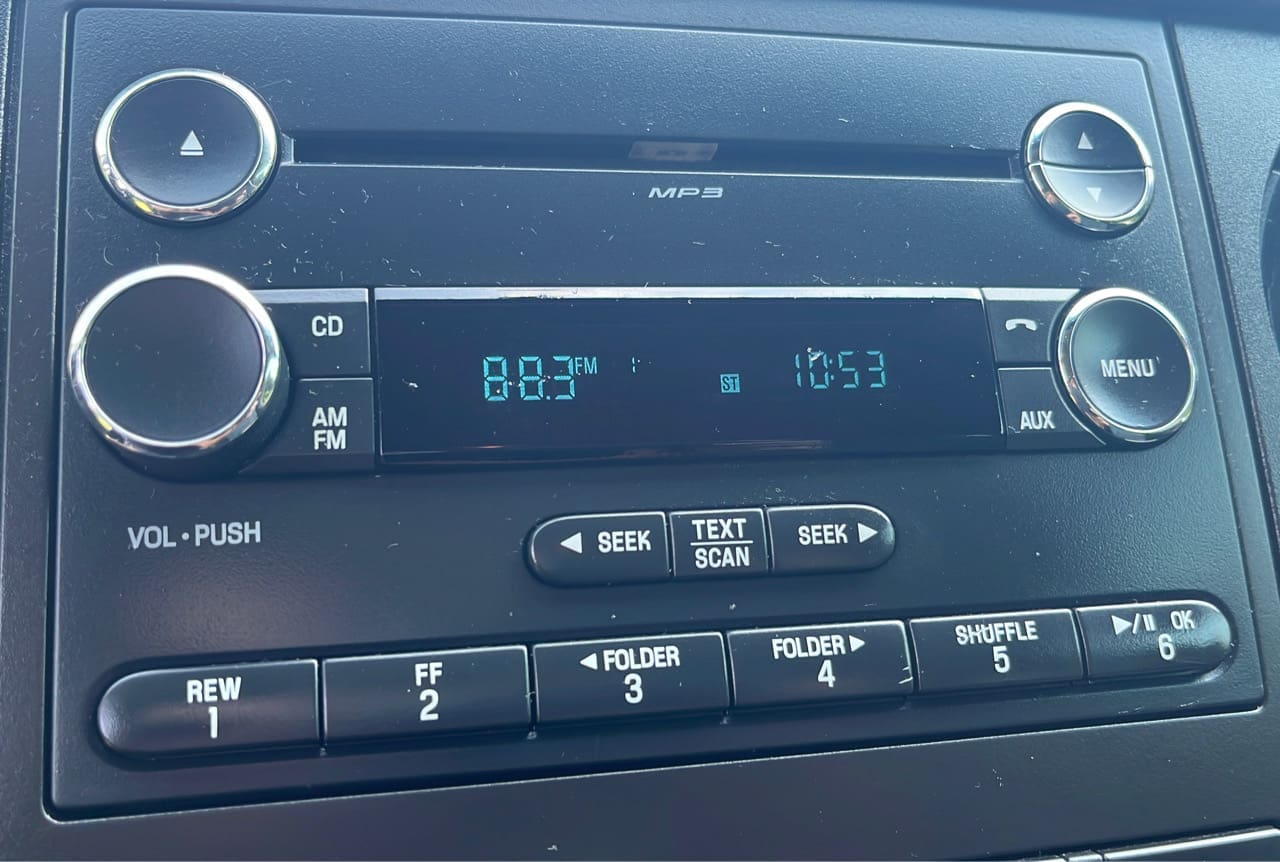 MP3
CD
AM
FM
88.3 FM 1
ST
10:53
MENU
AUX
VOL • PUSH
◀ SEEK
TEXT
SCAN
SEEK ▶
REW
1
FF
2
◀ FOLDER
3
FOLDER ▶
4
SHUFFLE
5
▶/II OK
6